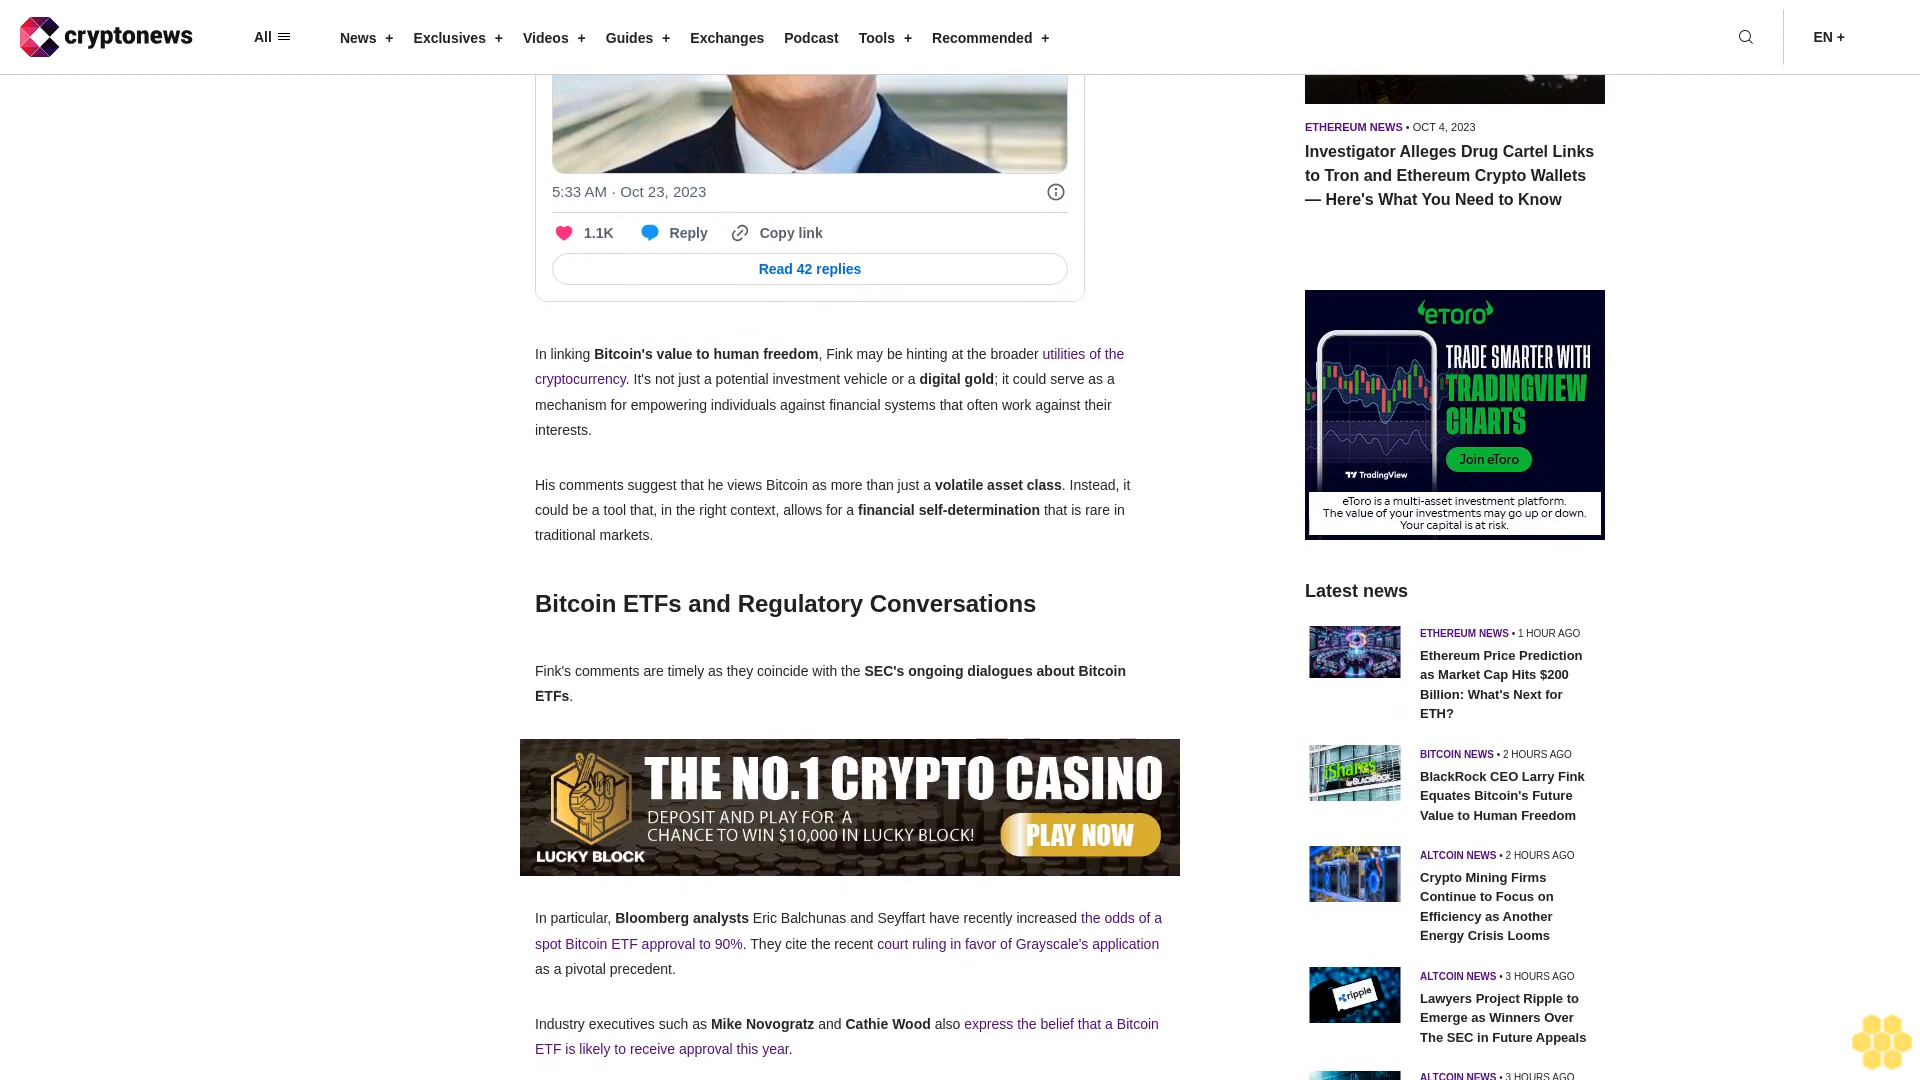 cryptonews
All
News +
Exclusives +
Videos +
Guides +
Exchanges
Podcast
Tools +
Recommended +
EN +
5:33 AM · Oct 23, 2023
1.1K
Reply
Copy link
Read 42 replies
In linking Bitcoin's value to human freedom, Fink may be hinting at the broader utilities of the
cryptocurrency. It's not just a potential investment vehicle or a digital gold; it could serve as a
mechanism for empowering individuals against financial systems that often work against their
interests.
His comments suggest that he views Bitcoin as more than just a volatile asset class. Instead, it
could be a tool that, in the right context, allows for a financial self-determination that is rare in
traditional markets.
Bitcoin ETFs and Regulatory Conversations
Fink's comments are timely as they coincide with the SEC's ongoing dialogues about Bitcoin
ETFs.
THE NO.1 CRYPTO CASINO
DEPOSIT AND PLAY FOR A
CHANCE TO WIN $10,000 IN LUCKY BLOCK!
PLAY NOW
LUCKY BLOCK
In particular, Bloomberg analysts Eric Balchunas and Seyffart have recently increased the odds of a
spot Bitcoin ETF approval to 90%. They cite the recent court ruling in favor of Grayscale's application
as a pivotal precedent.
Industry executives such as Mike Novogratz and Cathie Wood also express the belief that a Bitcoin
ETF is likely to receive approval this year.
ETHEREUM NEWS • OCT 4, 2023
Investigator Alleges Drug Cartel Links
to Tron and Ethereum Crypto Wallets
— Here's What You Need to Know
eToro
TRADE SMARTER WITH
TRADINGVIEW
CHARTS
Join eToro
TradingView
eToro is a multi-asset investment platform.
The value of your investments may go up or down.
Your capital is at risk.
Latest news
ETHEREUM NEWS • 1 HOUR AGO
Ethereum Price Prediction
as Market Cap Hits $200
Billion: What's Next for
ETH?
iShares
by BLACKROCK
BITCOIN NEWS • 2 HOURS AGO
BlackRock CEO Larry Fink
Equates Bitcoin's Future
Value to Human Freedom
ALTCOIN NEWS • 2 HOURS AGO
Crypto Mining Firms
Continue to Focus on
Efficiency as Another
Energy Crisis Looms
ripple
ALTCOIN NEWS • 3 HOURS AGO
Lawyers Project Ripple to
Emerge as Winners Over
The SEC in Future Appeals
ALTCOIN NEWS • 3 HOURS AGO